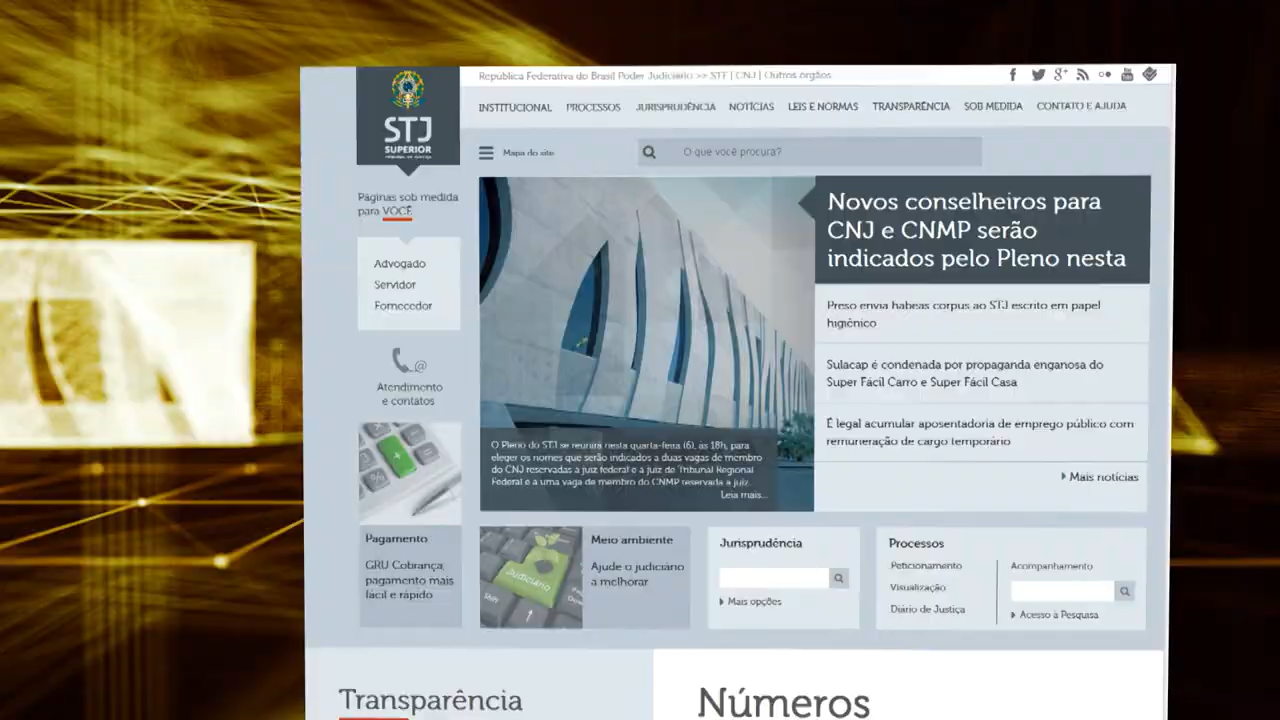 República Federativa do Brasil Poder Judiciário >> STF | CNJ | Outros órgãos
STJ
SUPERIOR
INSTITUCIONAL PROCESSOS JURISPRUDÊNCIA NOTÍCIAS LEIS E NORMAS TRANSPARÊNCIA SOB MEDIDA CONTATO E AJUDA
Mapa do site
O que você procura?
Páginas sob medida
para VOCÊ
Advogado
Servidor
Fornecedor
Atendimento
e contatos
Novos conselheiros para
CNJ e CNMP serão
indicados pelo Pleno nesta
Preso envia habeas corpus ao STJ escrito em papel
higiênico
Sulacap é condenada por propaganda enganosa do
Super Fácil Carro e Super Fácil Casa
É legal acumular aposentadoria de emprego público com
remuneração de cargo temporário
Mais notícias
O Pleno do STJ se reunirá nesta quarta-feira (6), às 18h, para
eleger os nomes que serão indicados a duas vagas de membro
do CNJ reservadas a juiz federal e a juiz de Tribunal Regional
Federal e a uma vaga de membro do CNMP reservada a juiz.
Leia mais...
Pagamento
GRU Cobrança:
pagamento mais
fácil e rápido
Judiciário
Shift
Meio ambiente
Ajude o judiciário
a melhorar
Jurisprudência
Mais opções
Processos
Peticionamento
Visualização
Diário de Justiça
Acompanhamento
Acesso à Pesquisa
Transparência
Números